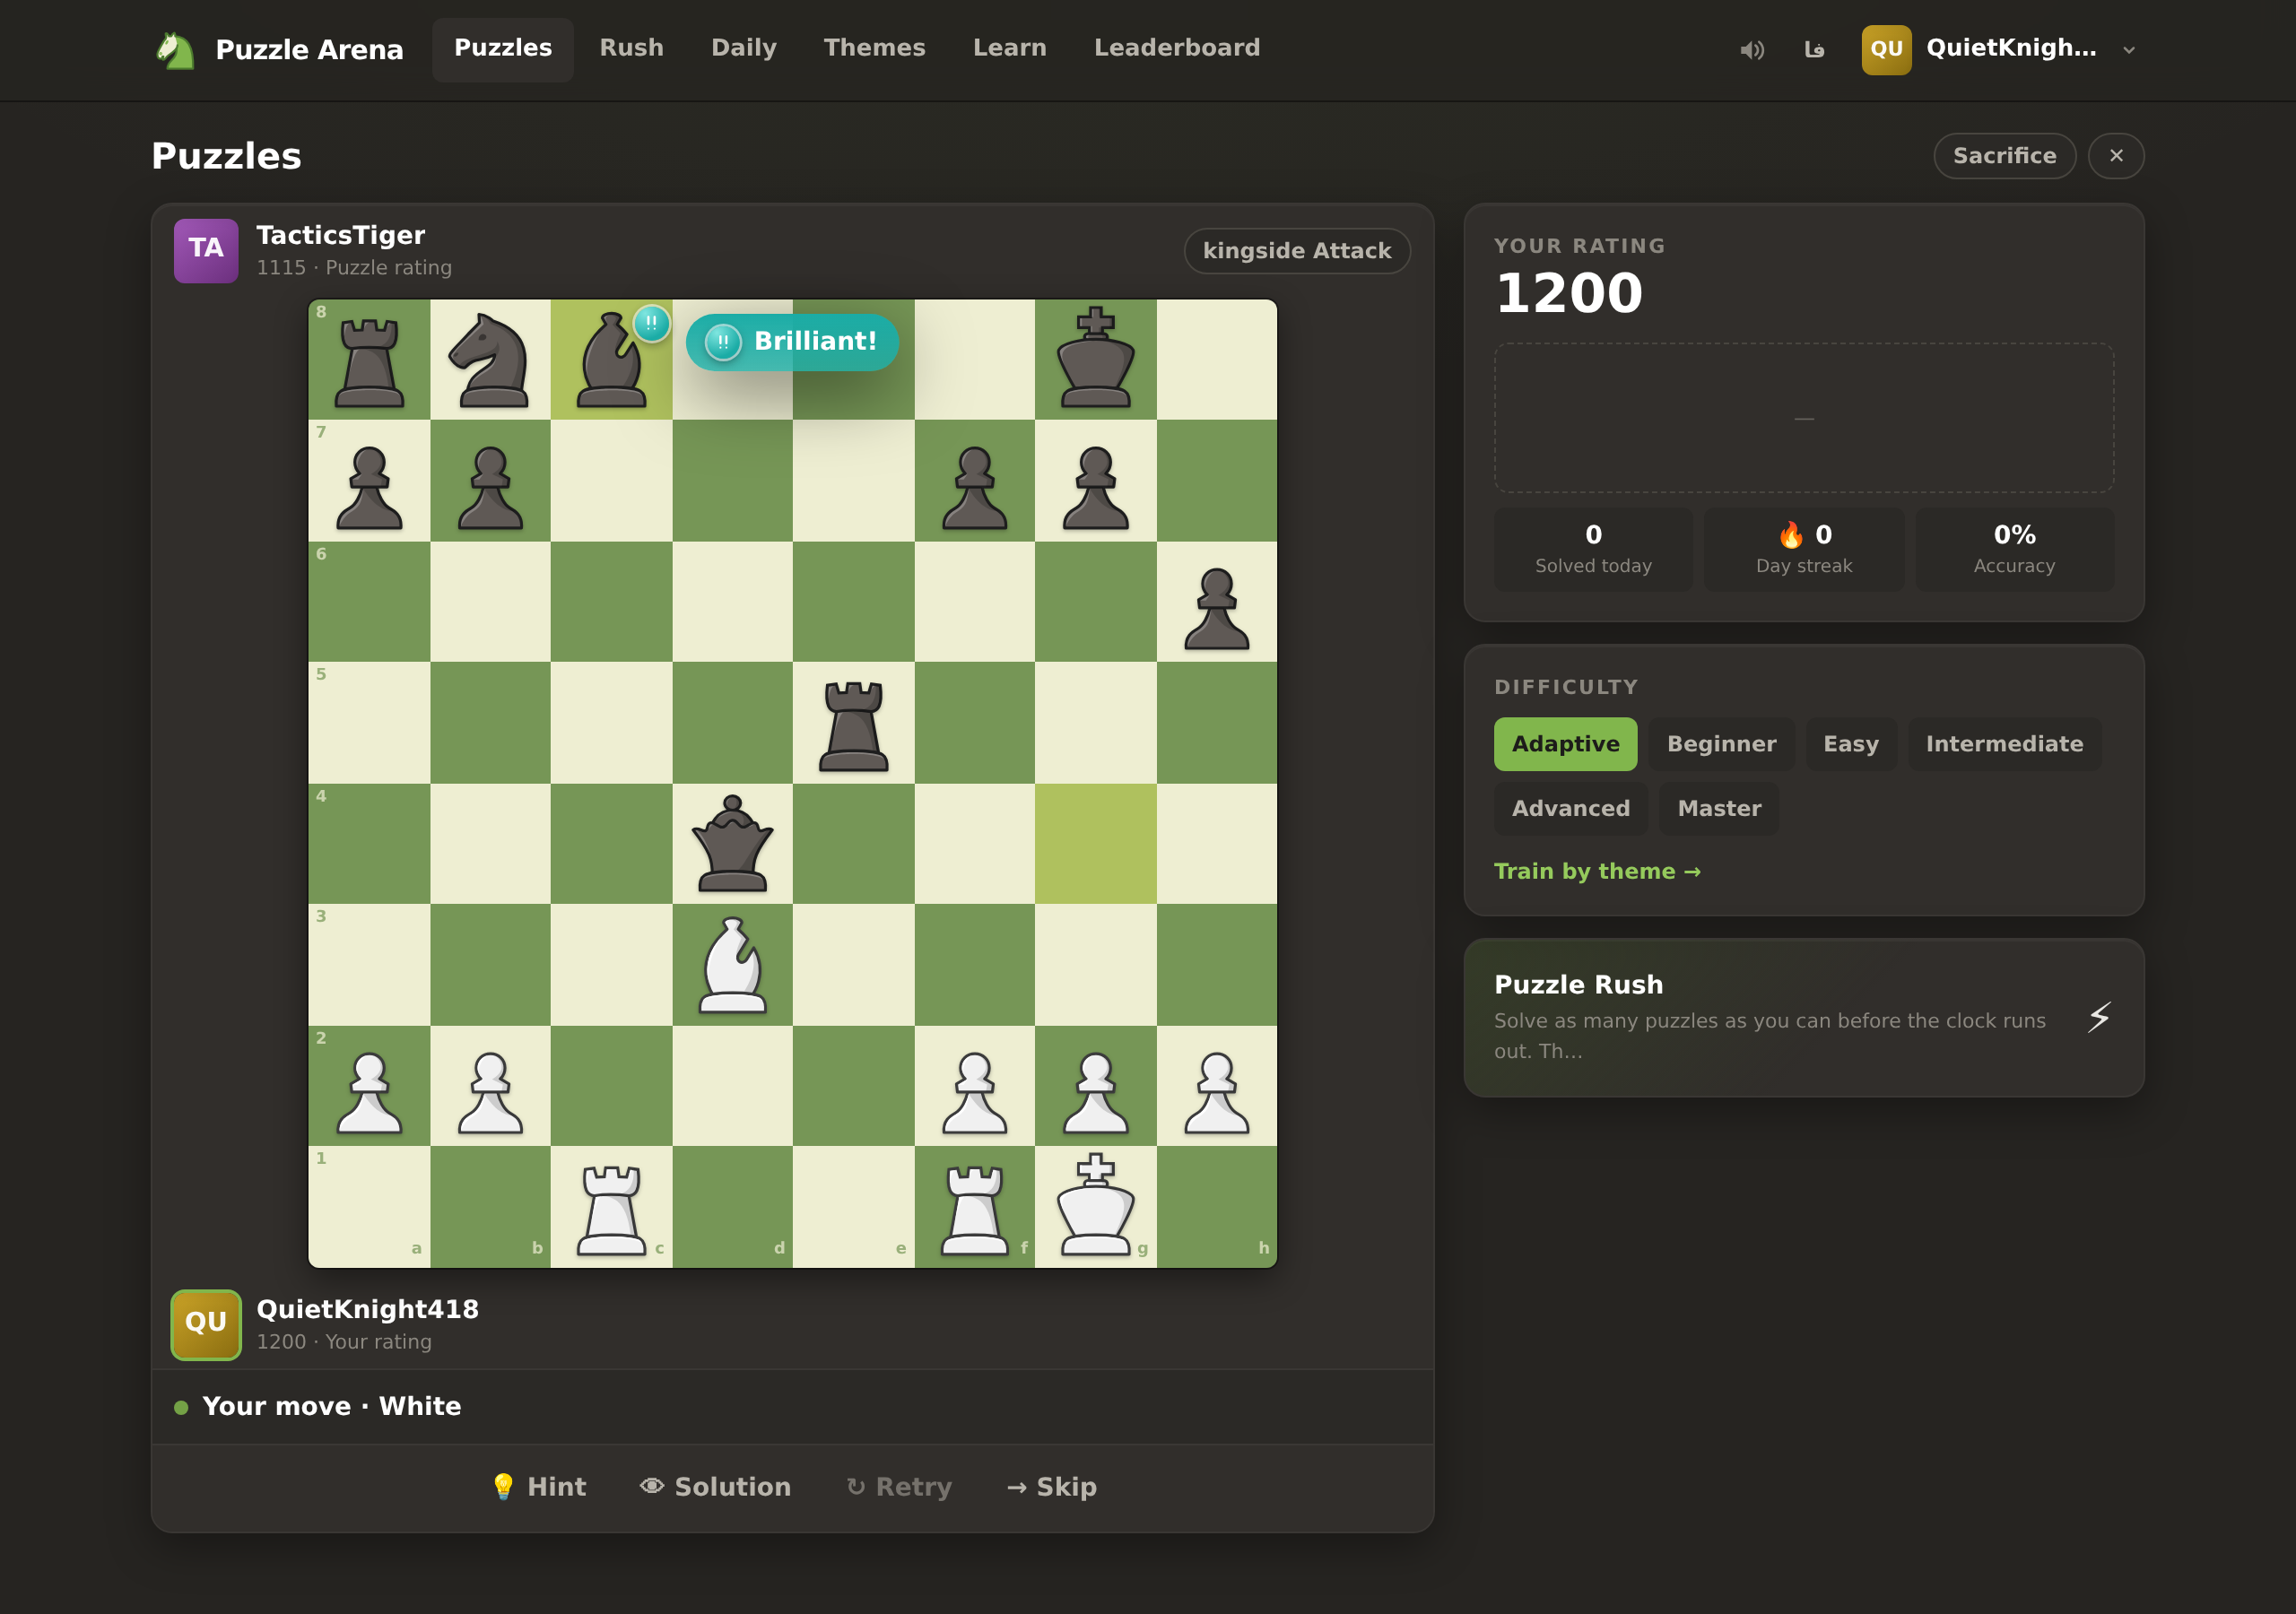 Puzzle Arena
Puzzles
Rush
Daily
Themes
Learn
Leaderboard
فا
QU
QuietKnigh...
Puzzles
Sacrifice
✕
TA
TacticsTiger
1115 · Puzzle rating
kingside Attack
8
7
6
5
4
3
2
1
a
b
c
d
e
f
g
h
!!
!! Brilliant!
QU
QuietKnight418
1200 · Your rating
Your move · White
💡 Hint
👁 Solution
↻ Retry
→ Skip
YOUR RATING
1200
—
0
Solved today
🔥 0
Day streak
0%
Accuracy
DIFFICULTY
Adaptive
Beginner
Easy
Intermediate
Advanced
Master
Train by theme →
Puzzle Rush
Solve as many puzzles as you can before the clock runs
out. Th...
⚡